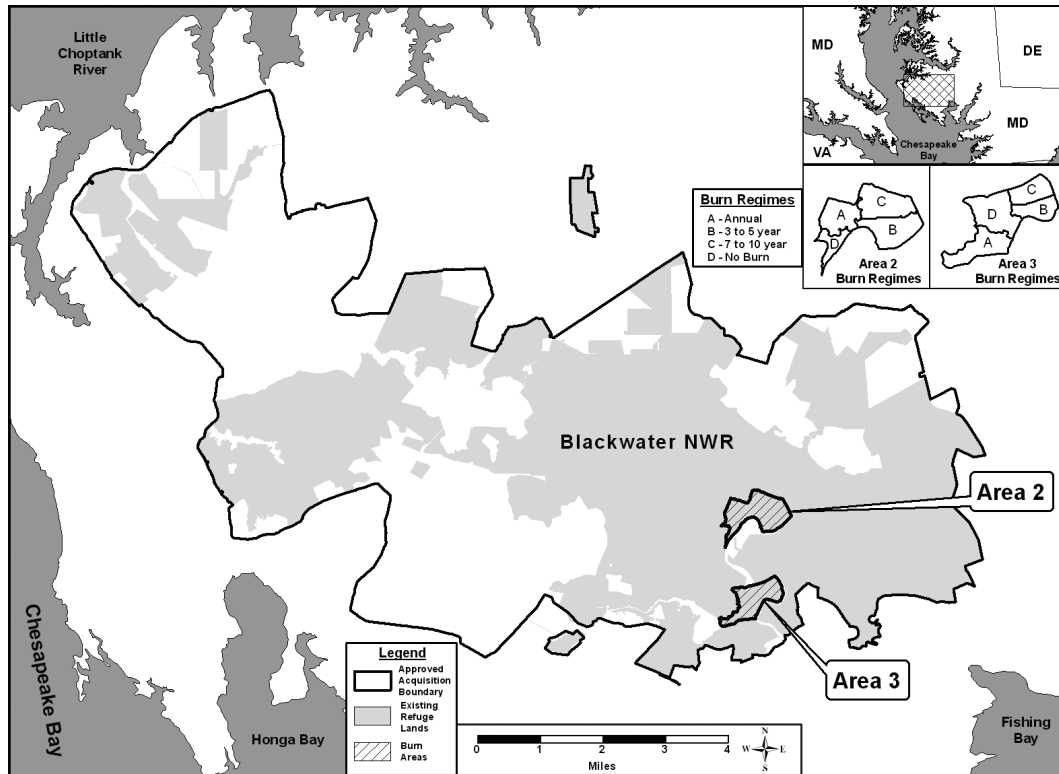 Little
Choptank
River
MD
DE
MD
VA
Chesapeake
Bay
Burn Regimes
A - Annual
B - 3 to 5 year
C - 7 to 10 year
D - No Burn
A
C
B
D
Area 2
Burn Regimes
C
B
D
A
Area 3
Burn Regimes
Blackwater NWR
Area 2
Area 3
Chesapeake Bay
Honga Bay
Fishing
Bay
Legend
Approved
Acquisition
Boundary
Existing
Refuge
Lands
Burn
Areas
0 1 2 3 4
Miles
N
W E
S